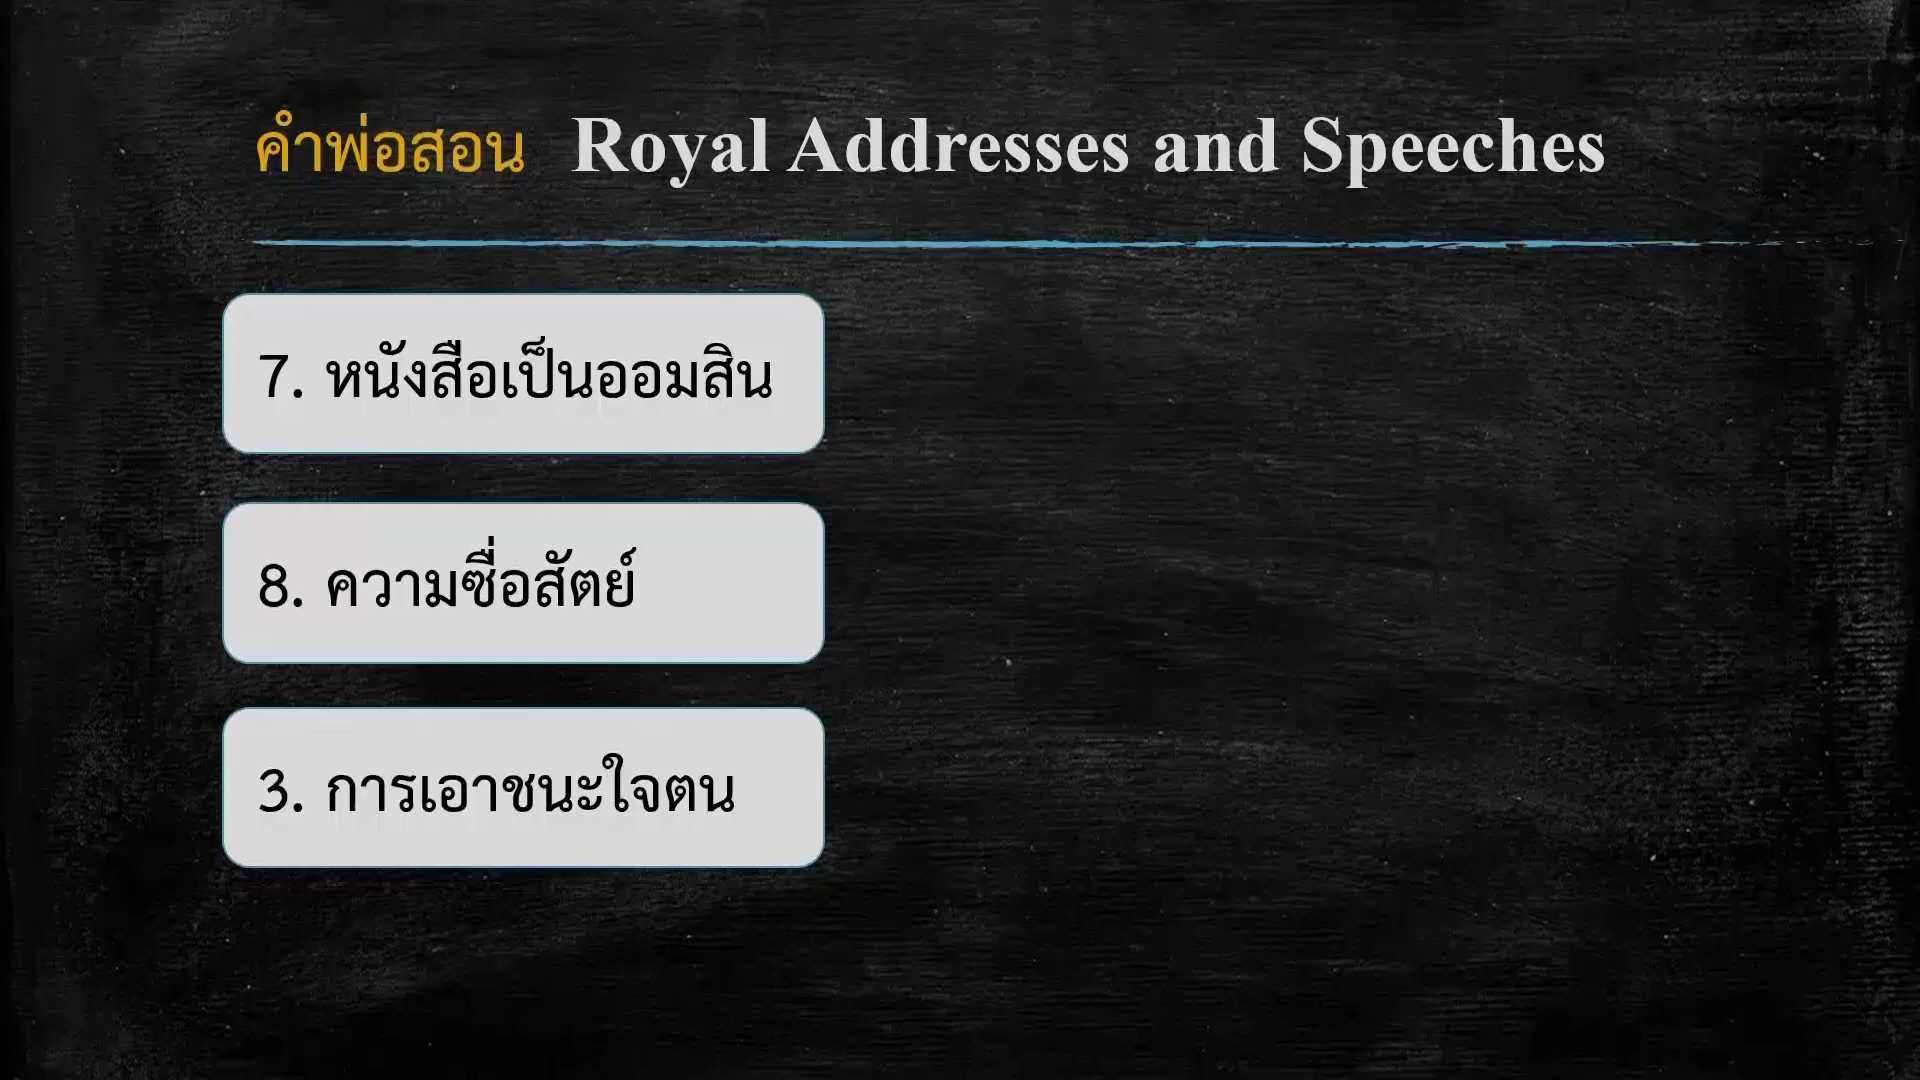 คำพ่อสอน Royal Addresses and Speeches
7. หนังสือเป็นออมสิน
8. ความซื่อสัตย์
3. การเอาชนะใจตน